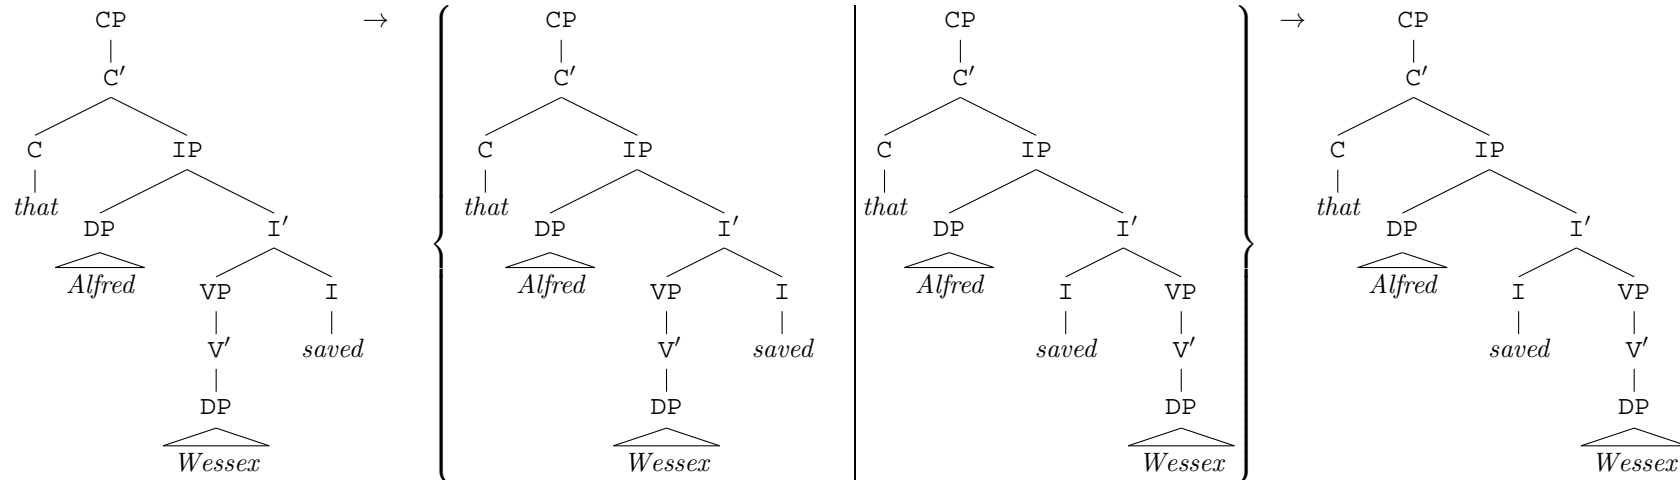 CP → CP CP → CP
C′ C′ C′ C′
C IP C IP C IP C IP
that that that that
DP I′ DP I′ DP I′ DP I′
Alfred Alfred Alfred Alfred
VP I VP I I VP I VP
V′ saved V′ saved saved V′ saved V′
DP DP DP DP
Wessex Wessex Wessex Wessex